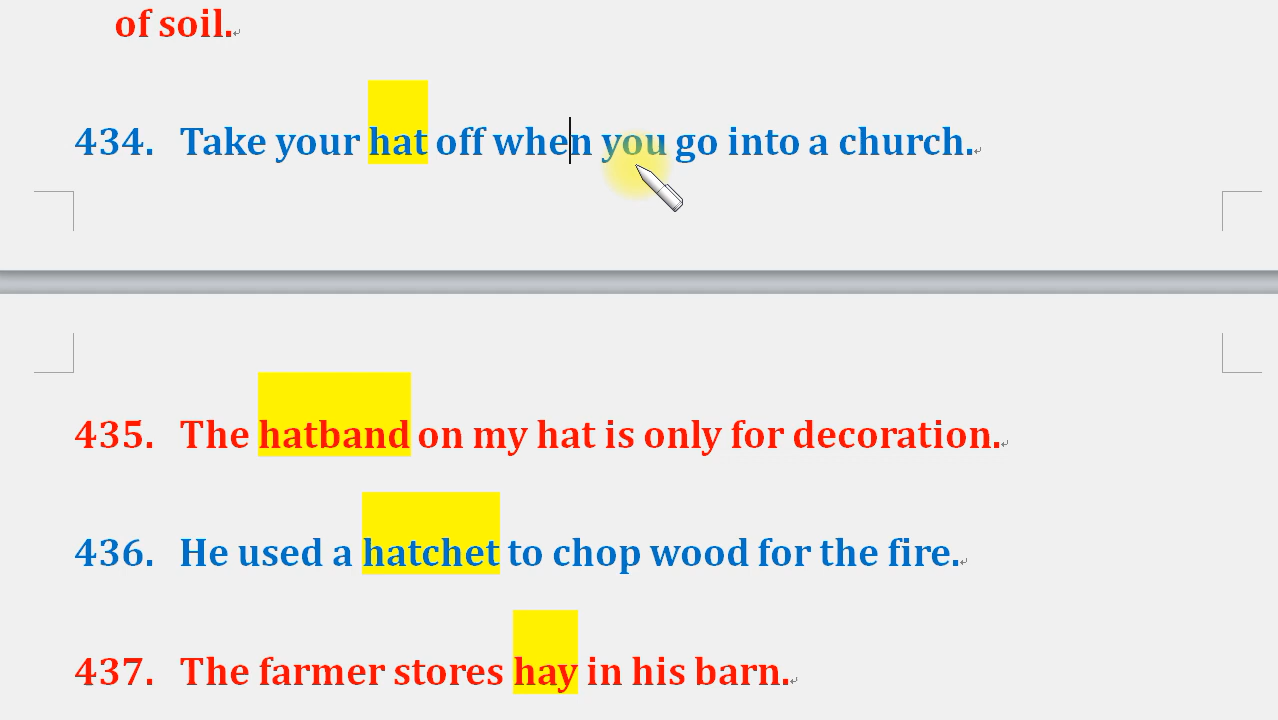 of soil.
434. Take your hat off when you go into a church.
435. The hatband on my hat is only for decoration.
436. He used a hatchet to chop wood for the fire.
437. The farmer stores hay in his barn.